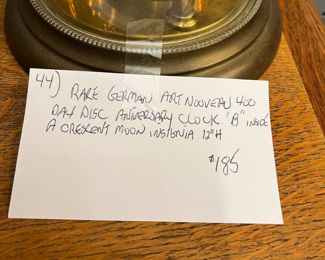 44) RARE GERMAN ART NOUVEAU 400
DAY DISC ANNIVERSARY CLOCK "B" INSIDE
A CRESCENT MOON INSIGNIA 12"H
$185